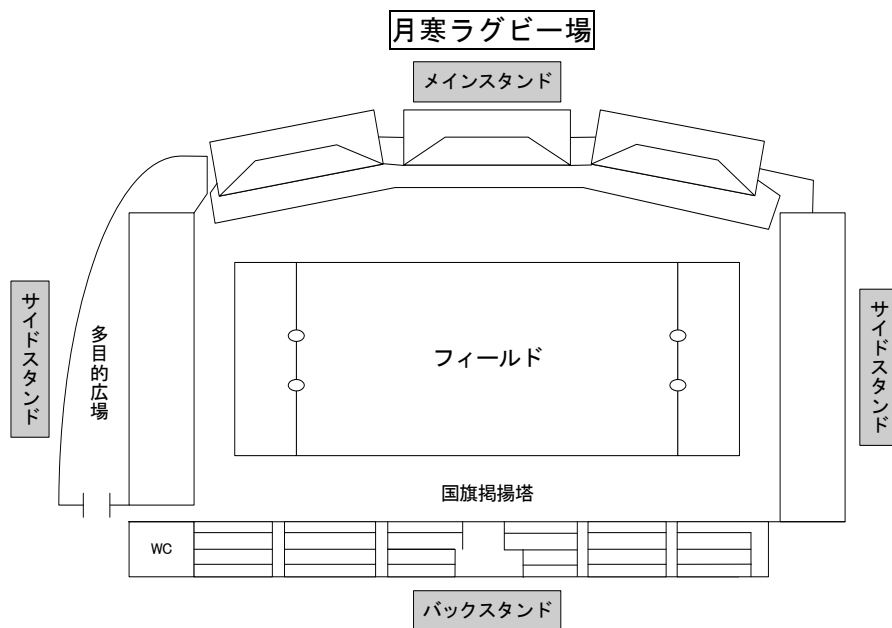 月寒ラグビー場
メインスタンド
サイドスタンド
多目的広場
フィールド
サイドスタンド
国旗掲揚塔
WC
バックスタンド